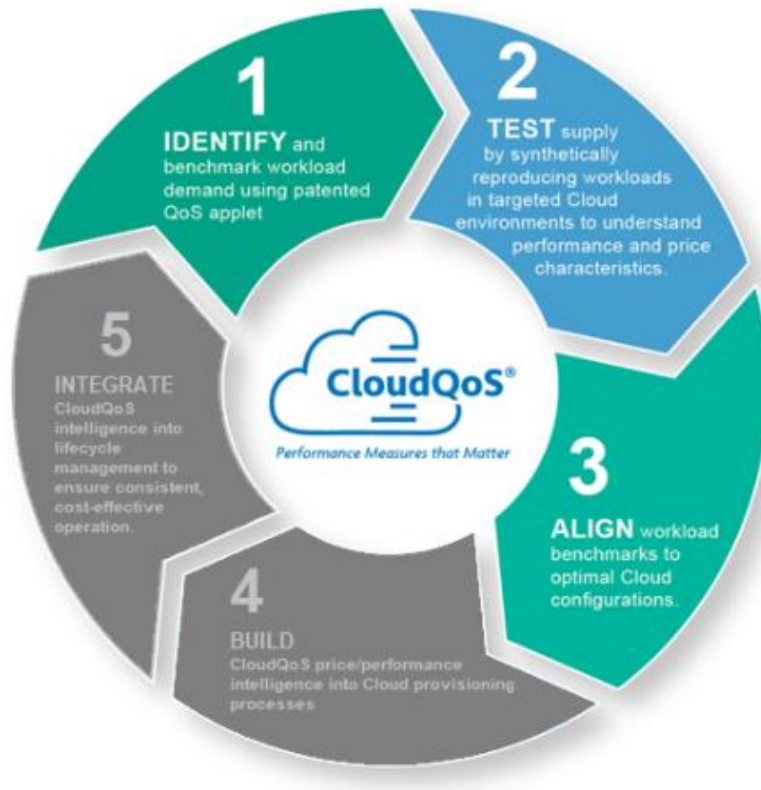 1
IDENTIFY and
benchmark workload
demand using patented
QoS applet
2
TEST supply
by synthetically
reproducing workloads
in targeted Cloud
environments to understand
performance and price
characteristics.
3
ALIGN workload
benchmarks to
optimal Cloud
configurations.
4
BUILD
CloudQoS price/performance
intelligence into Cloud provisioning
processes
5
INTEGRATE
CloudQoS
intelligence into
lifecycle
management to
ensure consistent,
cost-effective
operation.
CloudQoS®
Performance Measures that Matter